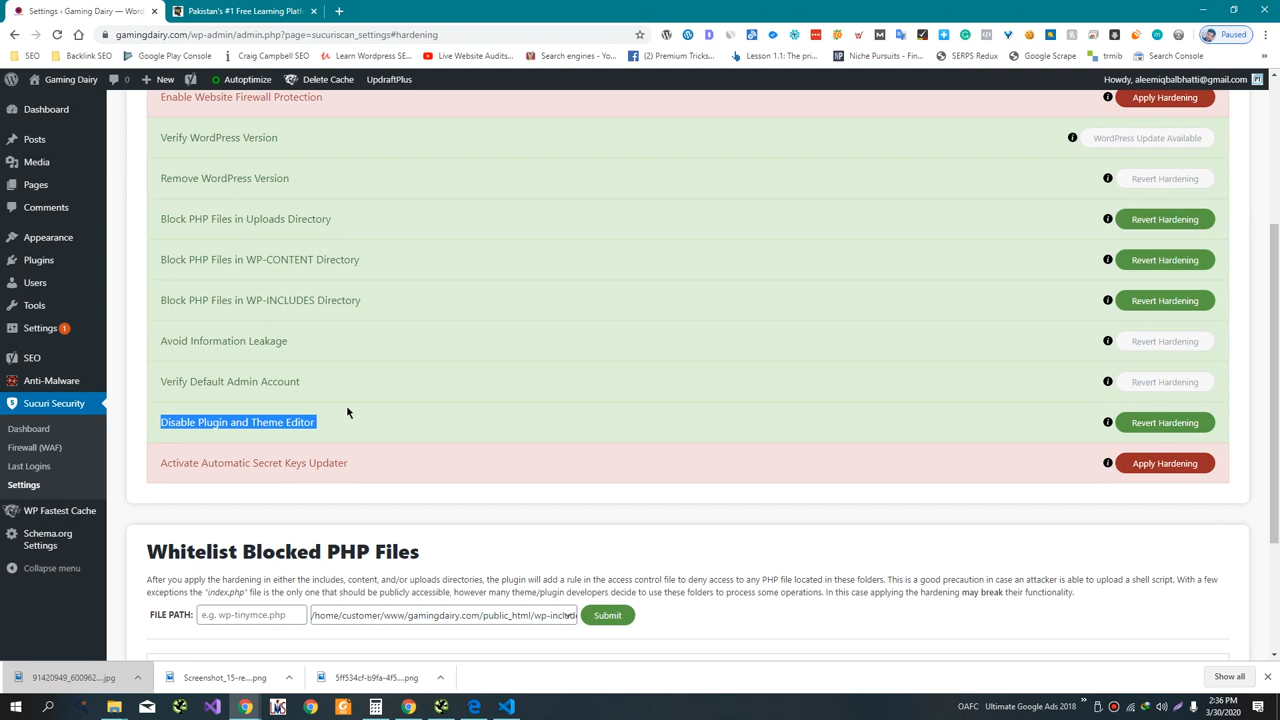 Settings ‹ Gaming Dairy — Wor
Pakistan's #1 Free Learning Platf
gamingdairy.com/wp-admin/admin.php?page=sucuriscan_settings#hardening
Paused
SEO
Backlink SEO
Google Play Console
Craig Campbell SEO
Learn Wordpress SE...
Live Website Audits...
Search engines - Yo...
(2) Premium Tricks...
Lesson 1.1: The pri...
Niche Pursuits - Fin...
SERPS Redux
Google Scrape
trmib
Search Console
Gaming Dairy
0
New
Autoptimize
Delete Cache
UpdraftPlus
Howdy, aleemiqbalbhatti@gmail.com
Dashboard
Posts
Media
Pages
Comments
Appearance
Plugins
Users
Tools
Settings 1
SEO
Anti-Malware
Sucuri Security
Dashboard
Firewall (WAF)
Last Logins
Settings
WP Fastest Cache
Schema.org
Settings
Collapse menu
Enable Website Firewall Protection
Apply Hardening
Verify WordPress Version
WordPress Update Available
Remove WordPress Version
Revert Hardening
Block PHP Files in Uploads Directory
Revert Hardening
Block PHP Files in WP-CONTENT Directory
Revert Hardening
Block PHP Files in WP-INCLUDES Directory
Revert Hardening
Avoid Information Leakage
Revert Hardening
Verify Default Admin Account
Revert Hardening
Disable Plugin and Theme Editor
Revert Hardening
Activate Automatic Secret Keys Updater
Apply Hardening
Whitelist Blocked PHP Files
After you apply the hardening in either the includes, content, and/or uploads directories, the plugin will add a rule in the access control file to deny access to any PHP file located in these folders. This is a good precaution in case an attacker is able to upload a shell script. With a few
exceptions the "index.php" file is the only one that should be publicly accessible, however many theme/plugin developers decide to use these folders to process some operations. In this case applying the hardening may break their functionality.
FILE PATH:
e.g. wp-tinymce.php
/home/customer/www/gamingdairy.com/public_html/wp-include
Submit
91420949_600962....jpg
Screenshot_15-re....png
5ff534cf-b9fa-4f5....png
Show all
OAFC
Ultimate Google Ads 2018
2:36 PM
3/30/2020